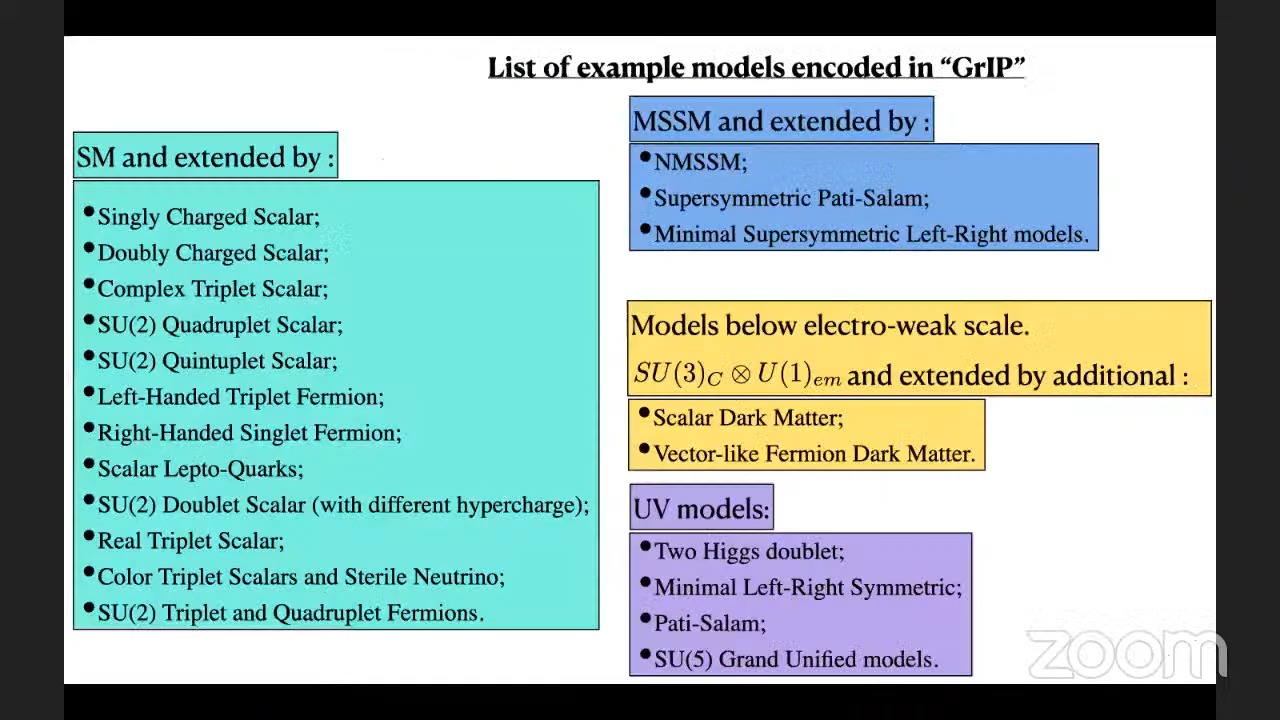 List of example models encoded in “GrIP”
SM and extended by :
•Singly Charged Scalar;
•Doubly Charged Scalar;
•Complex Triplet Scalar;
•SU(2) Quadruplet Scalar;
•SU(2) Quintuplet Scalar;
•Left-Handed Triplet Fermion;
•Right-Handed Singlet Fermion;
•Scalar Lepto-Quarks;
•SU(2) Doublet Scalar (with different hypercharge);
•Real Triplet Scalar;
•Color Triplet Scalars and Sterile Neutrino;
•SU(2) Triplet and Quadruplet Fermions.
MSSM and extended by :
•NMSSM;
•Supersymmetric Pati-Salam;
•Minimal Supersymmetric Left-Right models.
Models below electro-weak scale.
$SU(3)_C \otimes U(1)_{em}$ and extended by additional :
•Scalar Dark Matter;
•Vector-like Fermion Dark Matter.
UV models:
•Two Higgs doublet;
•Minimal Left-Right Symmetric;
•Pati-Salam;
•SU(5) Grand Unified models.
zoom